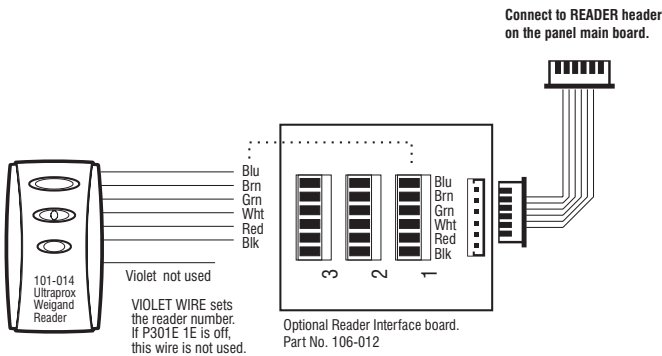 Connect to READER header
on the panel main board.
Blu
Brn
Grn
Wht
Red
Blk
Violet not used
VIOLET WIRE sets
the reader number.
If P301E 1E is off,
this wire is not used.
101-014
Ultraprox
Weigand
Reader
3
2
1
Blu
Brn
Grn
Wht
Red
Blk
Optional Reader Interface board.
Part No. 106-012